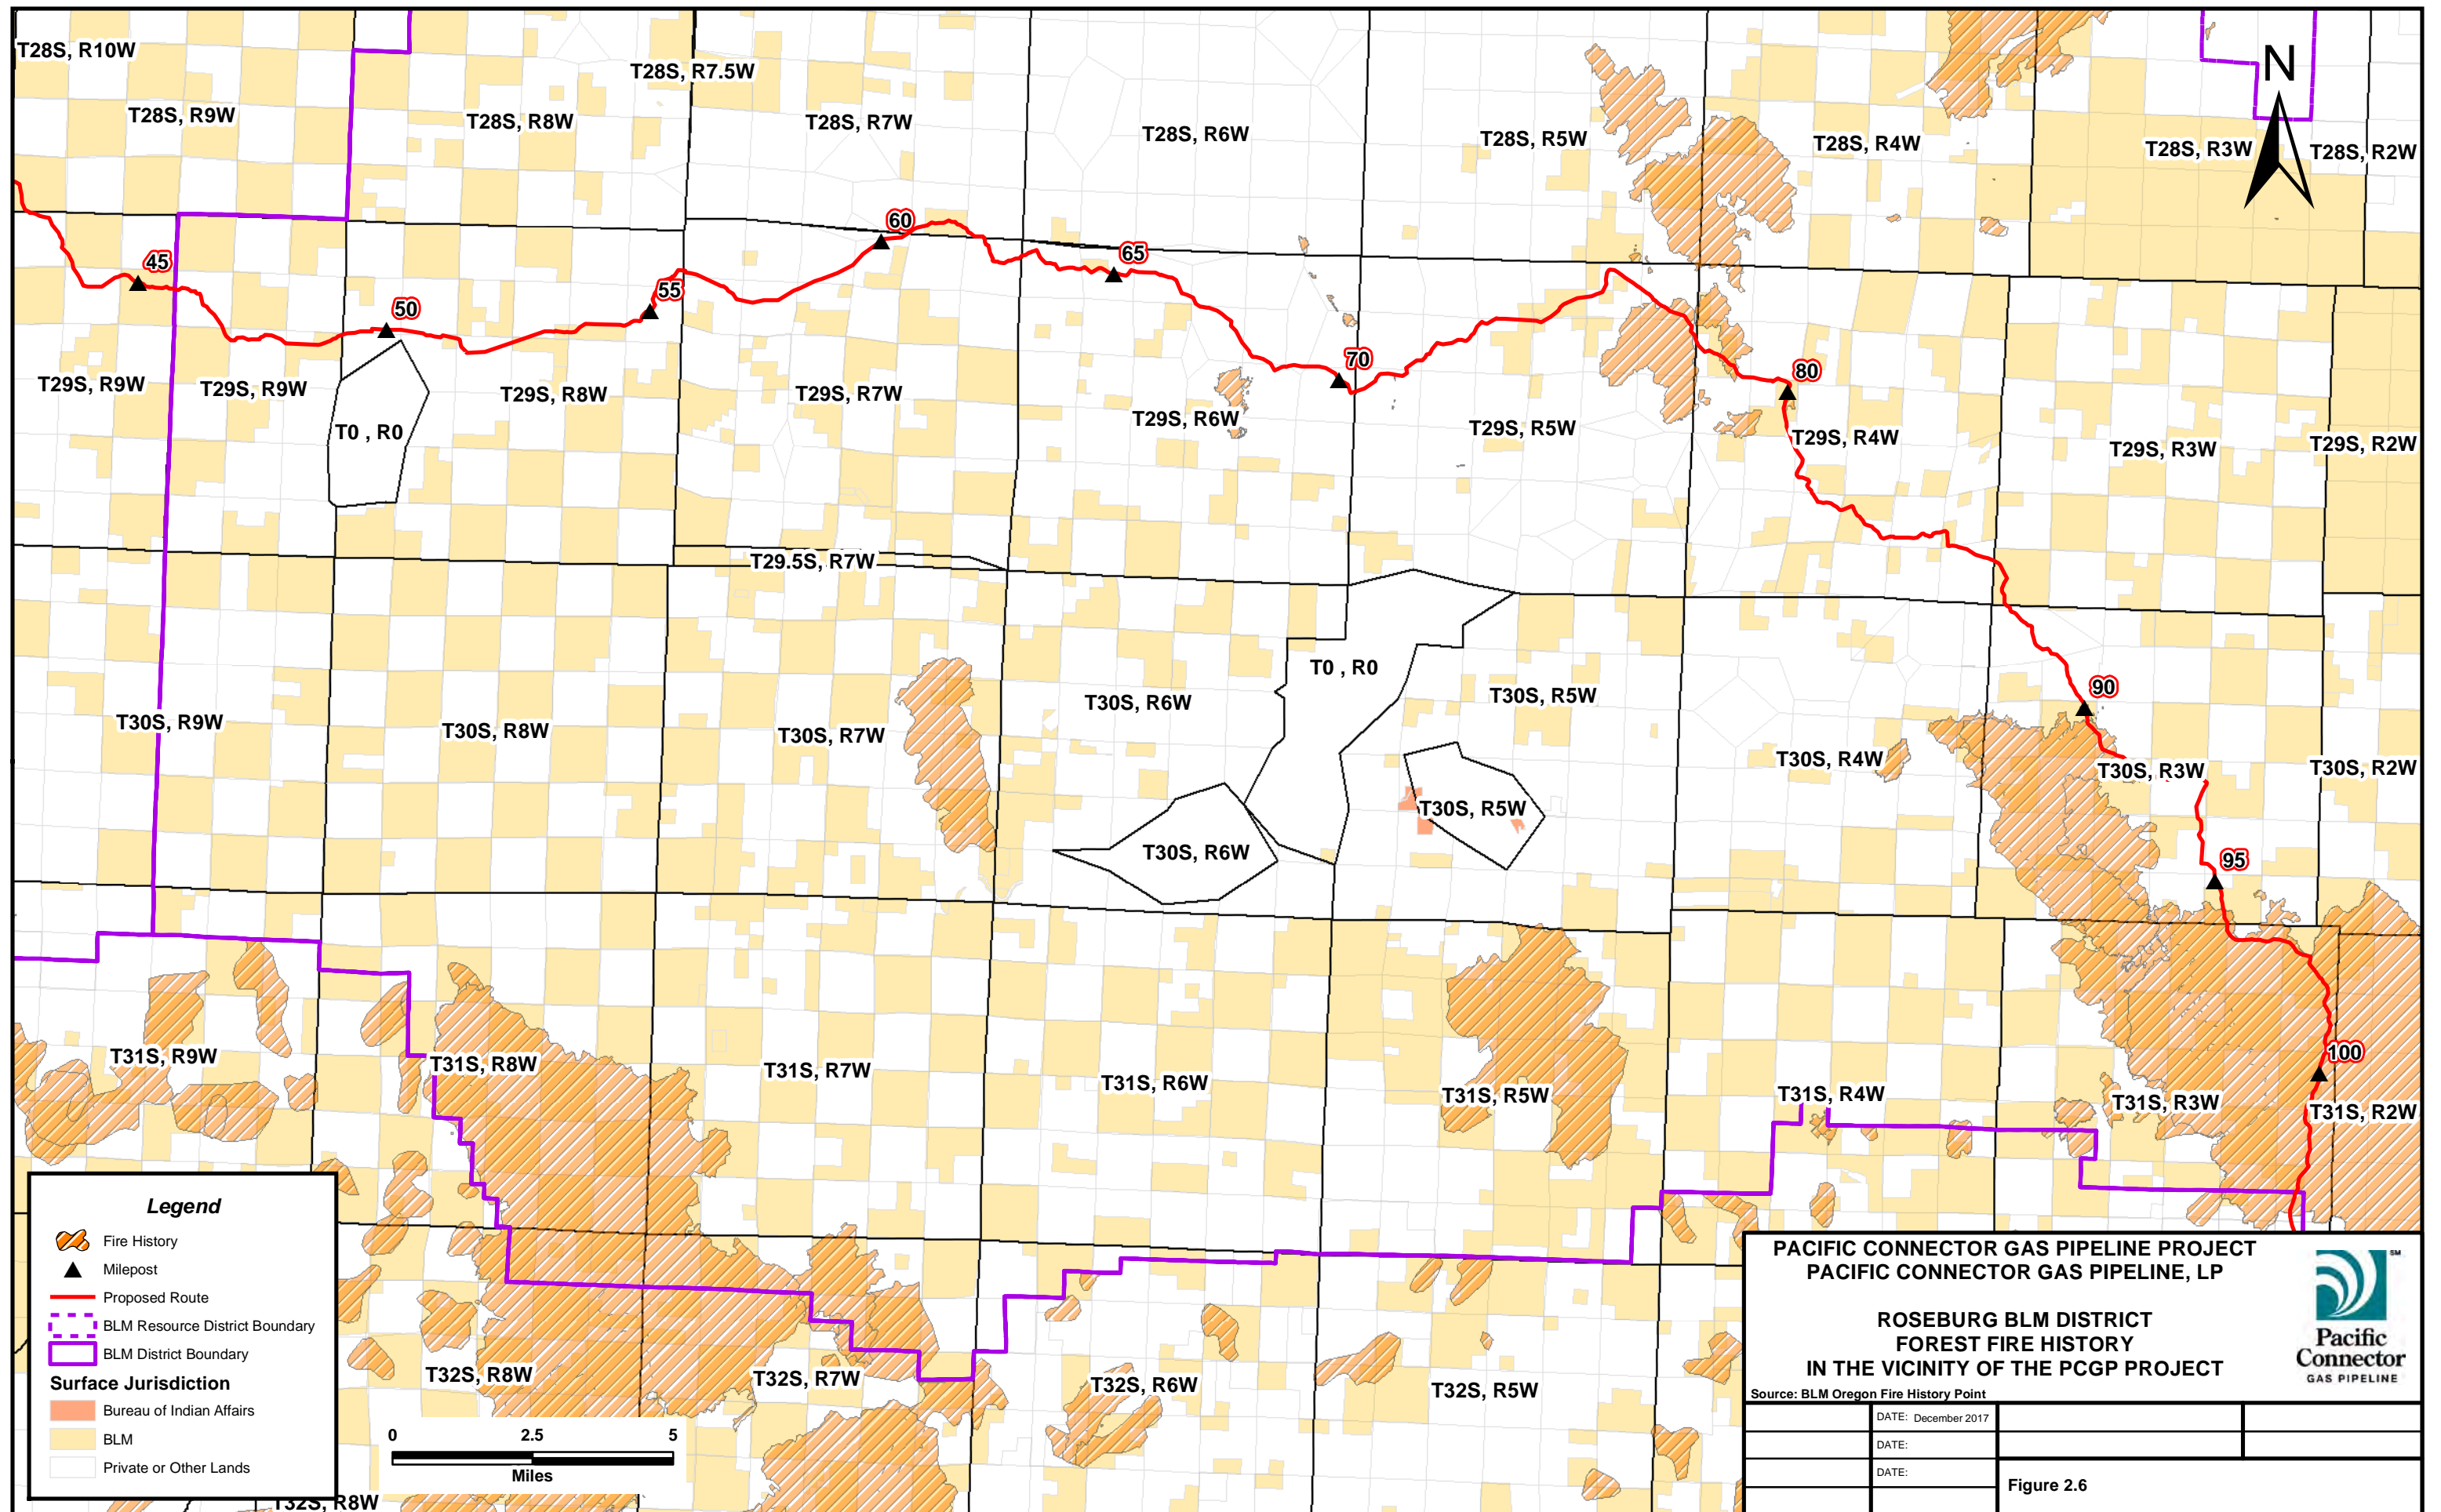 T28S, R10W
T28S, R7.5W
N
T28S, R9W
T28S, R8W
T28S, R7W
T28S, R6W
T28S, R5W
T28S, R4W
T28S, R3W
T28S, R2W
60
65
45
55
50
70
80
T29S, R9W
T29S, R9W
T29S, R8W
T29S, R7W
T29S, R6W
T29S, R5W
T29S, R4W
T29S, R3W
T29S, R2W
T0 , R0
T29.5S, R7W
T0 , R0
90
T30S, R9W
T30S, R8W
T30S, R7W
T30S, R6W
T30S, R5W
T30S, R4W
T30S, R3W
T30S, R2W
T30S, R5W
T30S, R6W
95
100
T31S, R9W
T31S, R8W
T31S, R7W
T31S, R6W
T31S, R5W
T31S, R4W
T31S, R3W
T31S, R2W
T32S, R8W
T32S, R7W
T32S, R6W
T32S, R5W
T32S, R8W
Legend
Fire History
Milepost
Proposed Route
BLM Resource District Boundary
BLM District Boundary
Surface Jurisdiction
Bureau of Indian Affairs
BLM
Private or Other Lands
0 2.5 5
Miles
PACIFIC CONNECTOR GAS PIPELINE PROJECT
PACIFIC CONNECTOR GAS PIPELINE, LP
ROSEBURG BLM DISTRICT
FOREST FIRE HISTORY
IN THE VICINITY OF THE PCGP PROJECT
Source: BLM Oregon Fire History Point
SM
Pacific
Connector
GAS PIPELINE
DATE: December 2017
DATE:
DATE:
Figure 2.6